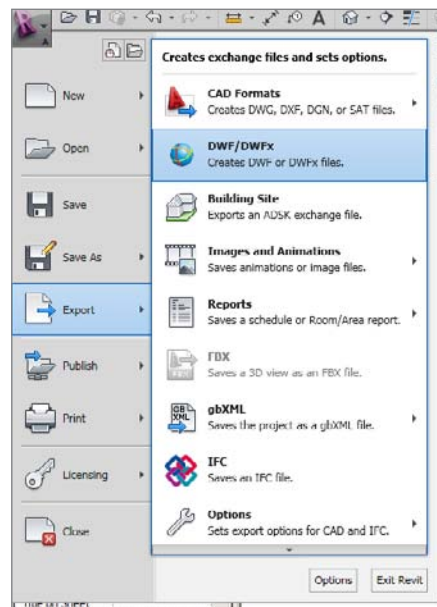 A
Creates exchange files and sets options.
New
Open
Save
Save As
Export
Publish
Print
Licensing
Close
CAD Formats
Creates DWG, DXF, DGN, or SAT files.
DWF/DWFx
Creates DWF or DWFx files.
Building Site
Exports an ADSK exchange file.
Images and Animations
Saves animations or image files.
Reports
Saves a schedule or Room/Area report.
FBX
Saves a 3D view as an FBX file.
gbXML
Saves the project as a gbXML file.
IFC
Saves an IFC file.
Options
Sets export options for CAD and IFC.
Options
Exit Revit